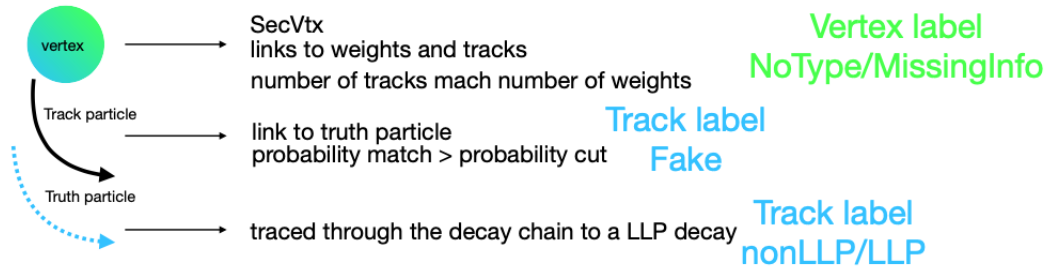 vertex
SecVtx
links to weights and tracks
number of tracks mach number of weights
Vertex label
NoType/MissingInfo
Track particle
link to truth particle
probability match > probability cut
Track label
Fake
Truth particle
traced through the decay chain to a LLP decay
Track label
nonLLP/LLP